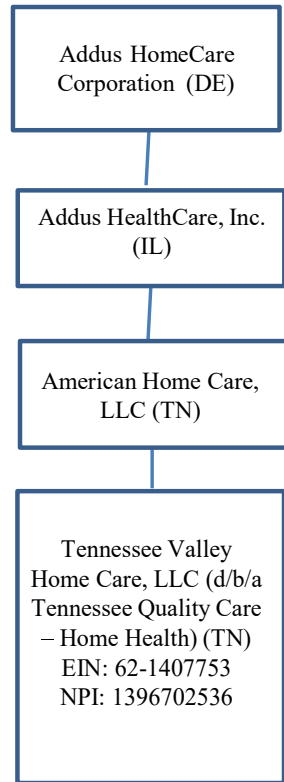 Addus HomeCare
Corporation (DE)
Addus HealthCare, Inc.
(IL)
American Home Care,
LLC (TN)
Tennessee Valley
Home Care, LLC (d/b/a
Tennessee Quality Care
– Home Health) (TN)
EIN: 62-1407753
NPI: 1396702536